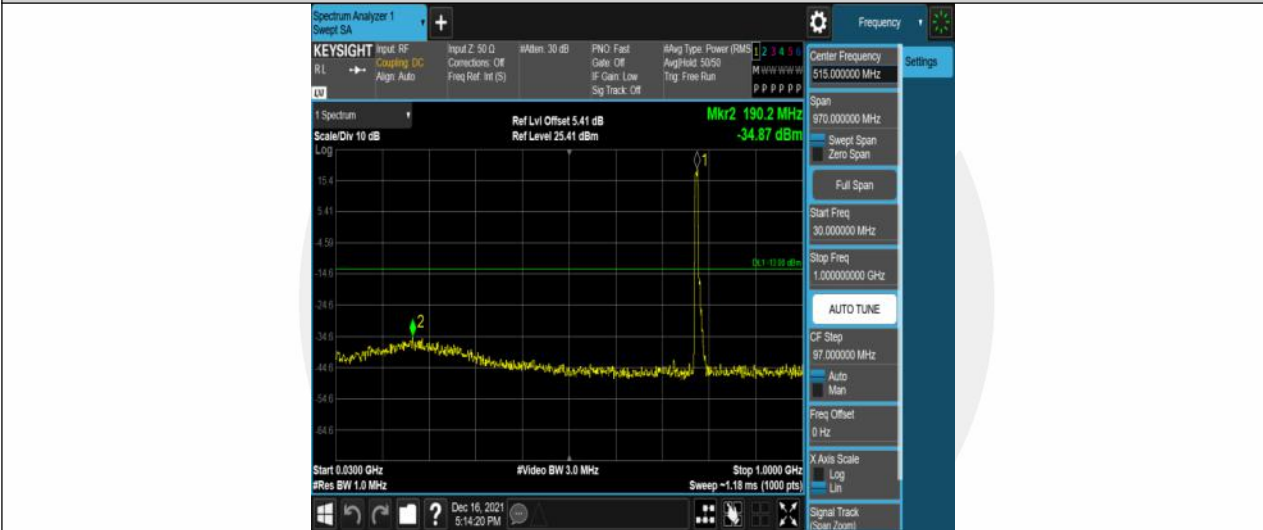 Spectrum Analyzer 1
Swept SA
+
Frequency
KEYSIGHT
RL
Input: RF
Coupling: DC
Align: Auto
Input Z: 50 Ω
Corrections: Off
Freq Ref: Int (S)
#Atten: 30 dB
PNO: Fast
Gate: Off
IF Gain: Low
Sig Track: Off
#Avg Type: Power (RMS
Avg|Hold: 50/50
Trig: Free Run
1 2 3 4 5 6
M W W W W W
P P P P P P
1 Spectrum
Scale/Div 10 dB
Log
Ref Lvl Offset 5.41 dB
Ref Level 25.41 dBm
Mkr2 190.2 MHz
-34.87 dBm
15.4
5.41
-4.59
-14.6
-24.6
-34.6
-44.6
-54.6
-64.6
1
DL1 -13.00 dBm
2
Start 0.0300 GHz
#Res BW 1.0 MHz
#Video BW 3.0 MHz
Stop 1.0000 GHz
Sweep ~1.18 ms (1000 pts)
?
Dec 16, 2021
5:14:20 PM
Center Frequency
515.000000 MHz
Settings
Span
970.000000 MHz
Swept Span
Zero Span
Full Span
Start Freq
30.000000 MHz
Stop Freq
1.000000000 GHz
AUTO TUNE
CF Step
97.000000 MHz
Auto
Man
Freq Offset
0 Hz
X Axis Scale
Log
Lin
Signal Track
(Span Zoom)